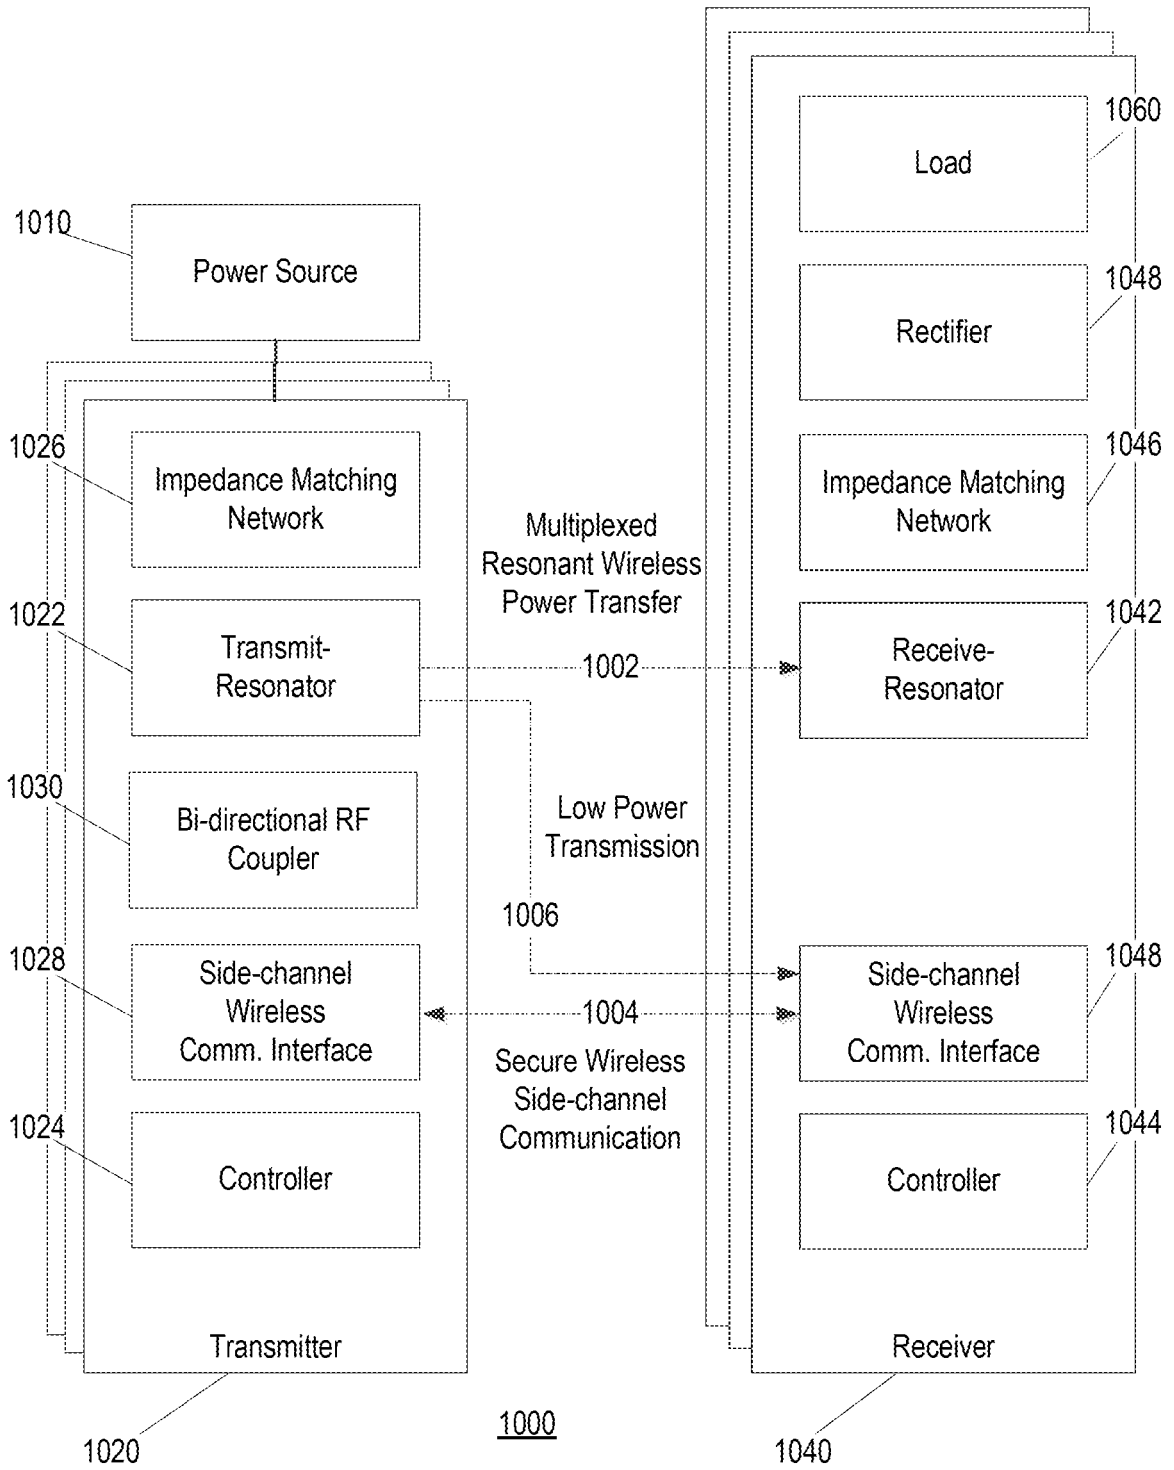 1010
Power Source
1026
Impedance Matching
Network
1022
Transmit-
Resonator
1030
Bi-directional RF
Coupler
1028
Side-channel
Wireless
Comm. Interface
1024
Controller
Transmitter
1020
Multiplexed
Resonant Wireless
Power Transfer
1002
Low Power
Transmission
1006
1004
Secure Wireless
Side-channel
Communication
1060
Load
1048
Rectifier
1046
Impedance Matching
Network
1042
Receive-
Resonator
1048
Side-channel
Wireless
Comm. Interface
1044
Controller
Receiver
1040
1000